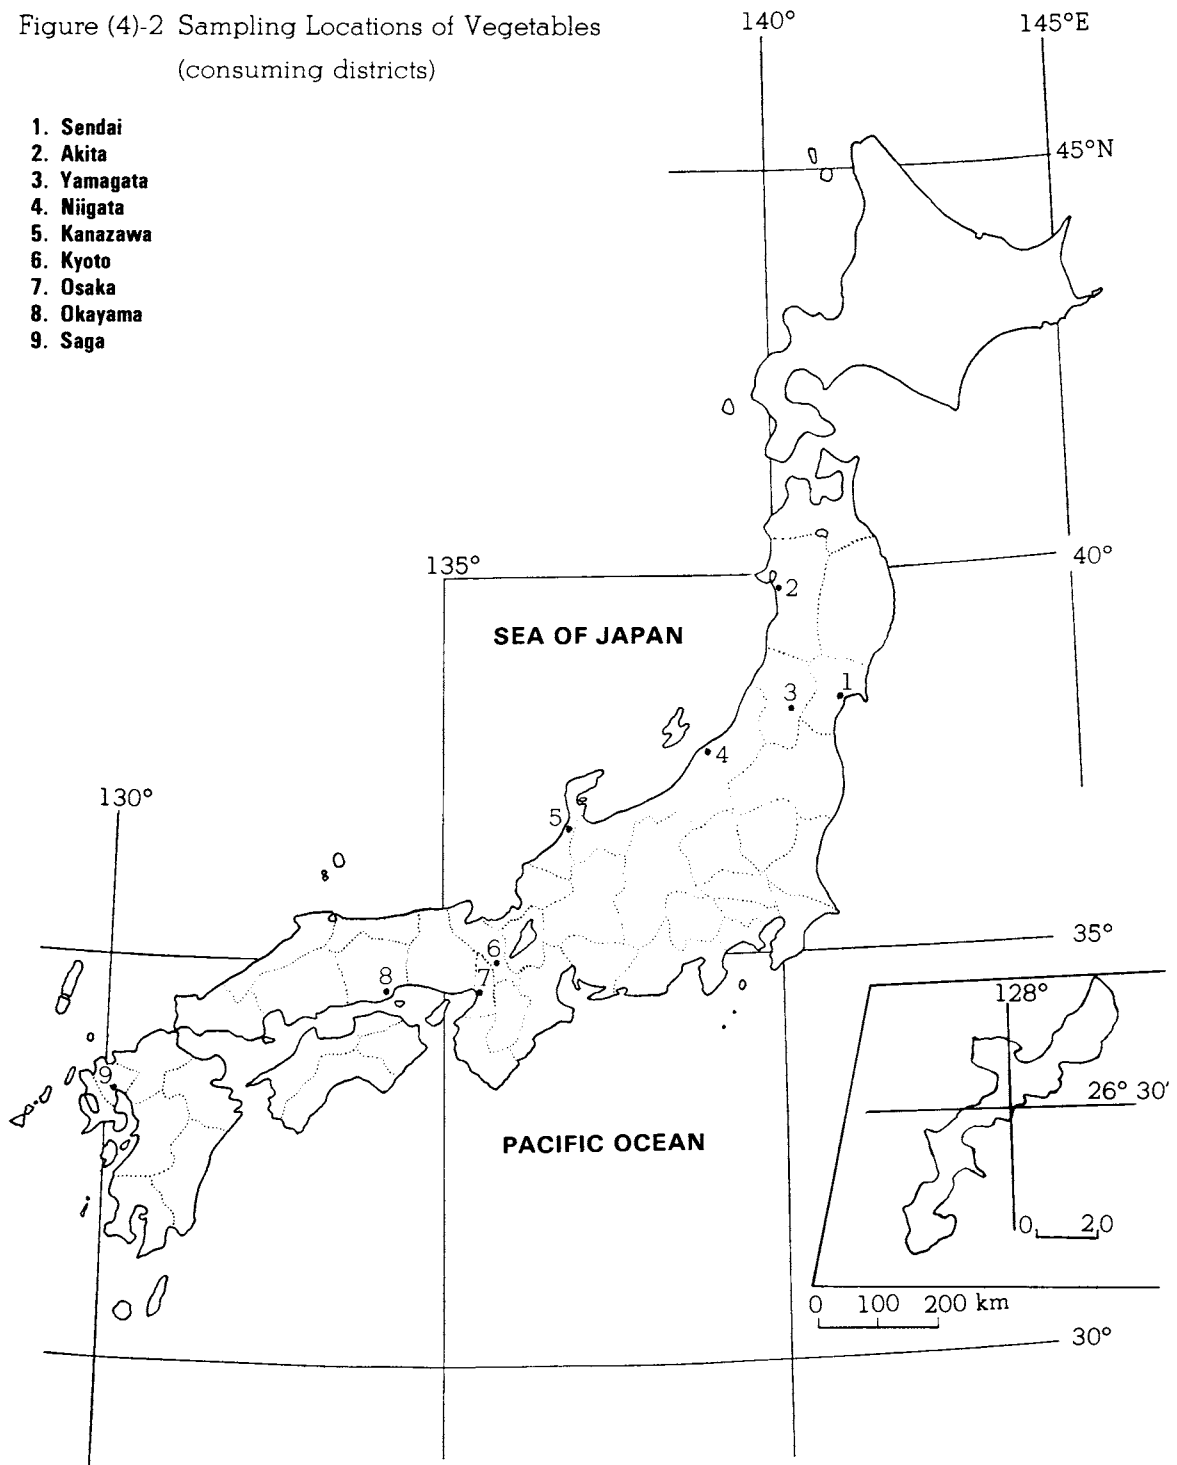 Figure (4)-2 Sampling Locations of Vegetables
(consuming districts)
1. Sendai
2. Akita
3. Yamagata
4. Niigata
5. Kanazawa
6. Kyoto
7. Osaka
8. Okayama
9. Saga
140°
145°E
45°N
40°
135°
2
SEA OF JAPAN
1
3
4
130°
5
35°
6
7
8
128°
9
26° 30′
PACIFIC OCEAN
0 20
0 100 200 km
30°